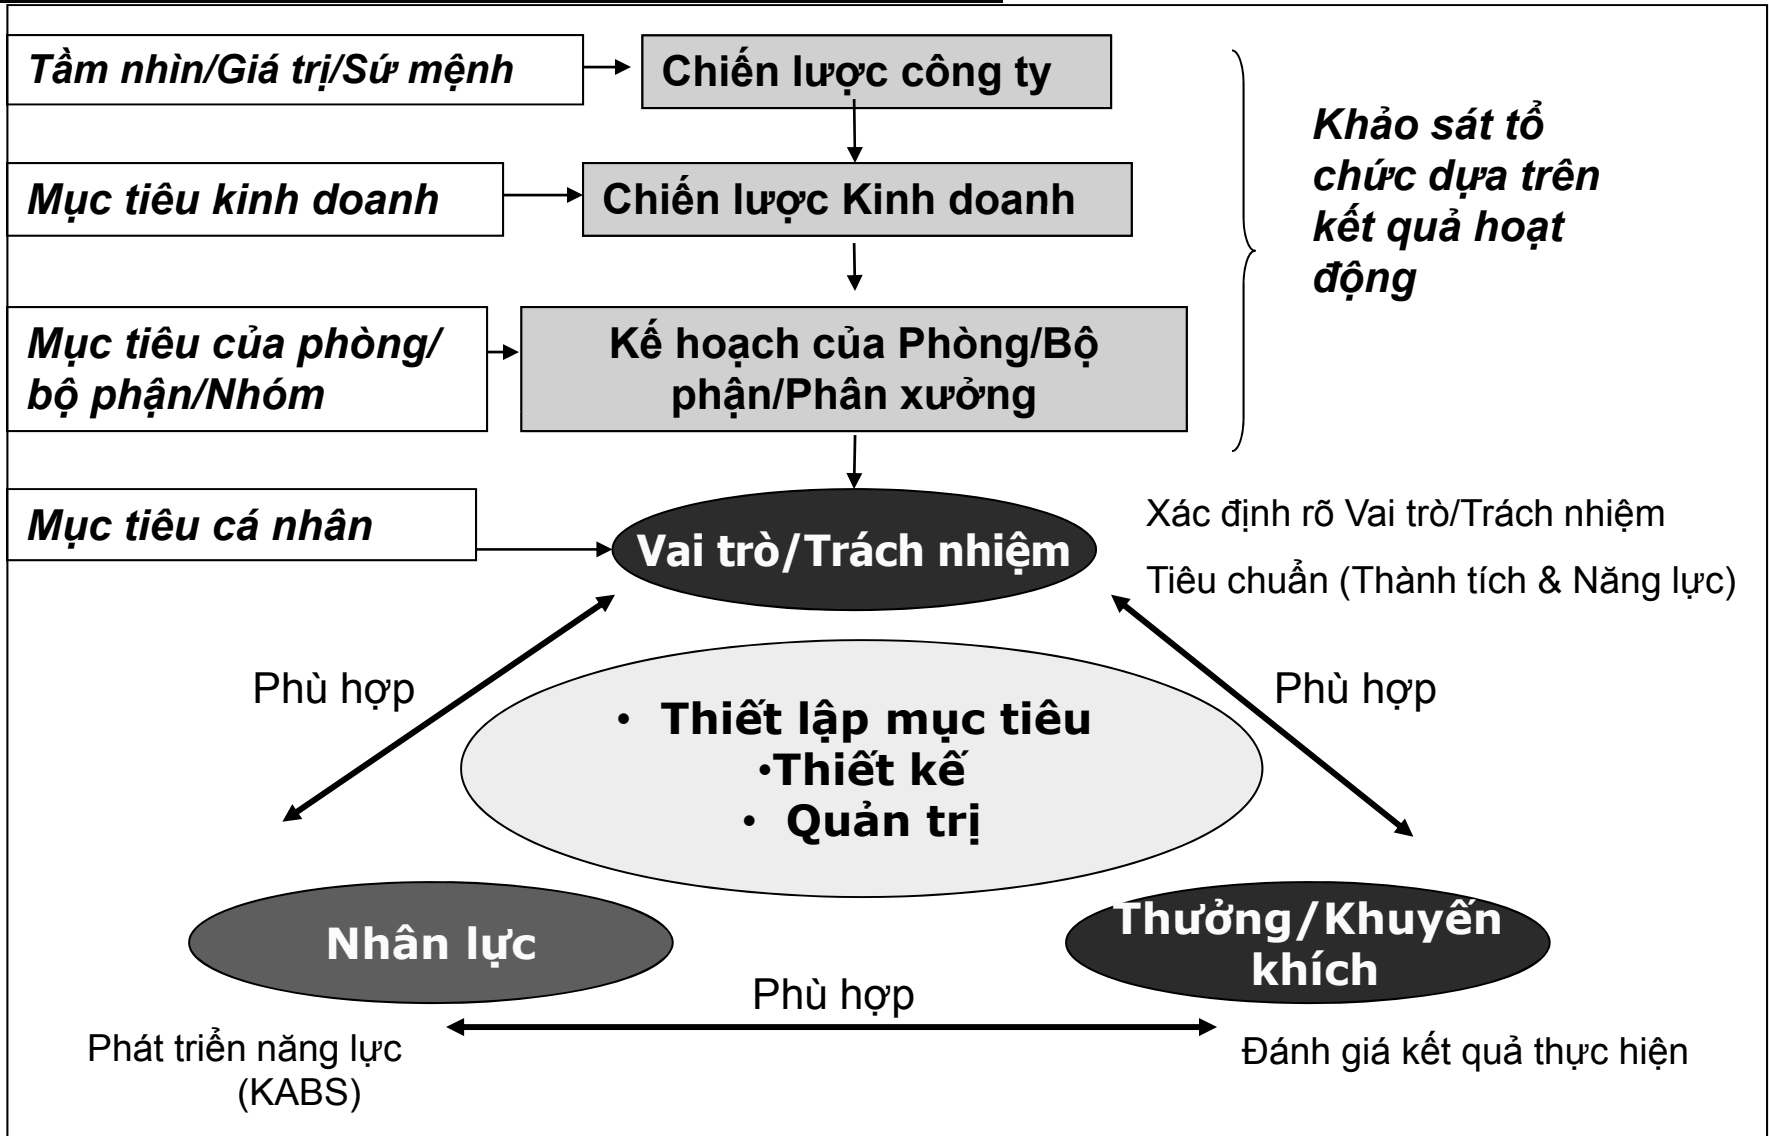 Tầm nhìn/Giá trị/Sứ mệnh
Chiến lược công ty
Khảo sát tổ
chức dựa trên
kết quả hoạt
động
Mục tiêu kinh doanh
Chiến lược Kinh doanh
Mục tiêu của phòng/
bộ phận/Nhóm
Kế hoạch của Phòng/Bộ
phận/Phân xưởng
Mục tiêu cá nhân
Vai trò/Trách nhiệm
Xác định rõ Vai trò/Trách nhiệm
Tiêu chuẩn (Thành tích & Năng lực)
Phù hợp
Phù hợp
• Thiết lập mục tiêu
•Thiết kế
• Quản trị
Nhân lực
Thưởng/Khuyến
khích
Phù hợp
Phát triển năng lực
(KABS)
Đánh giá kết quả thực hiện